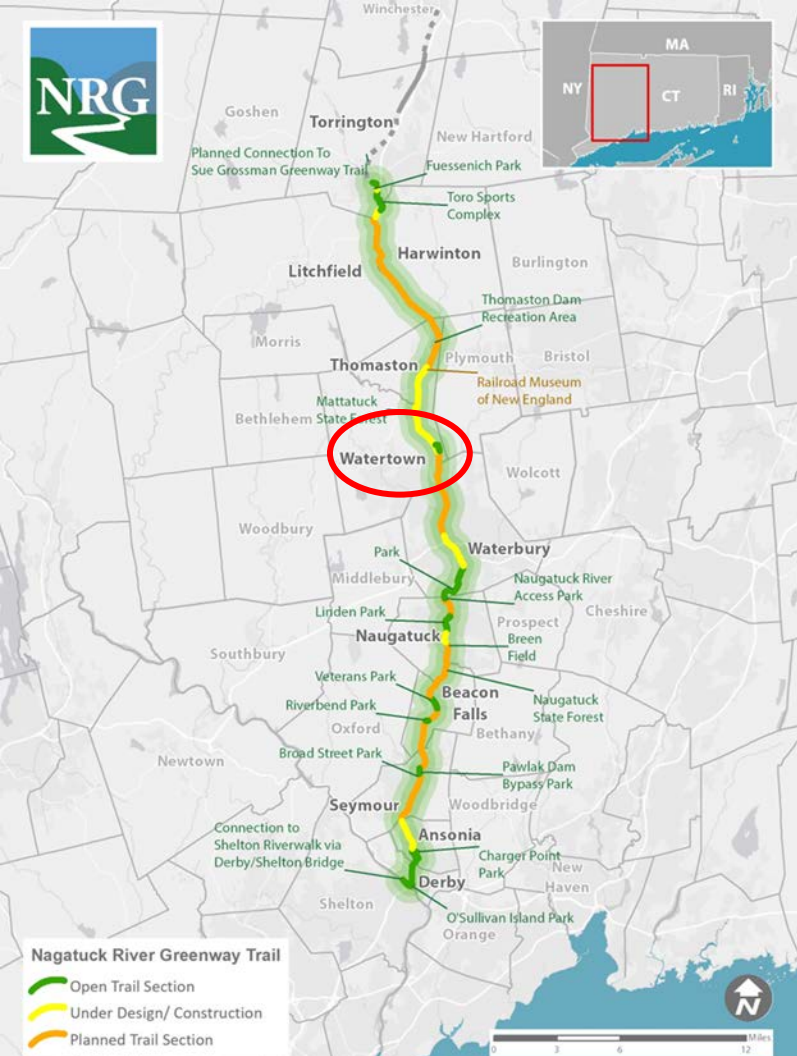 Winchester
NRG
MA
NY
CT
RI
Goshen
Torrington
New Hartford
Planned Connection To
Sue Grossman Greenway Trail
Fuessenich Park
Toro Sports
Complex
Harwinton
Litchfield
Burlington
Thomaston Dam
Recreation Area
Morris
Thomaston
Plymouth
Bristol
Railroad Museum
of New England
Mattatuck
State Forest
Bethlehem
Watertown
Wolcott
Woodbury
Park
Waterbury
Middlebury
Naugatuck River
Access Park
Linden Park
Cheshire
Prospect
Naugatuck
Breen
Field
Southbury
Veterans Park
Beacon
Falls
Naugatuck
State Forest
Riverbend Park
Oxford
Bethany
Broad Street Park
Newtown
Pawlak Dam
Bypass Park
Seymour
Woodbridge
Connection to
Shelton Riverwalk via
Derby/Shelton Bridge
Ansonia
Charger Point
Park
New
Haven
Derby
Shelton
O'Sullivan Island Park
Orange
Nagatuck River Greenway Trail
Open Trail Section
Under Design/ Construction
Planned Trail Section
N
Miles
0 3 6 12